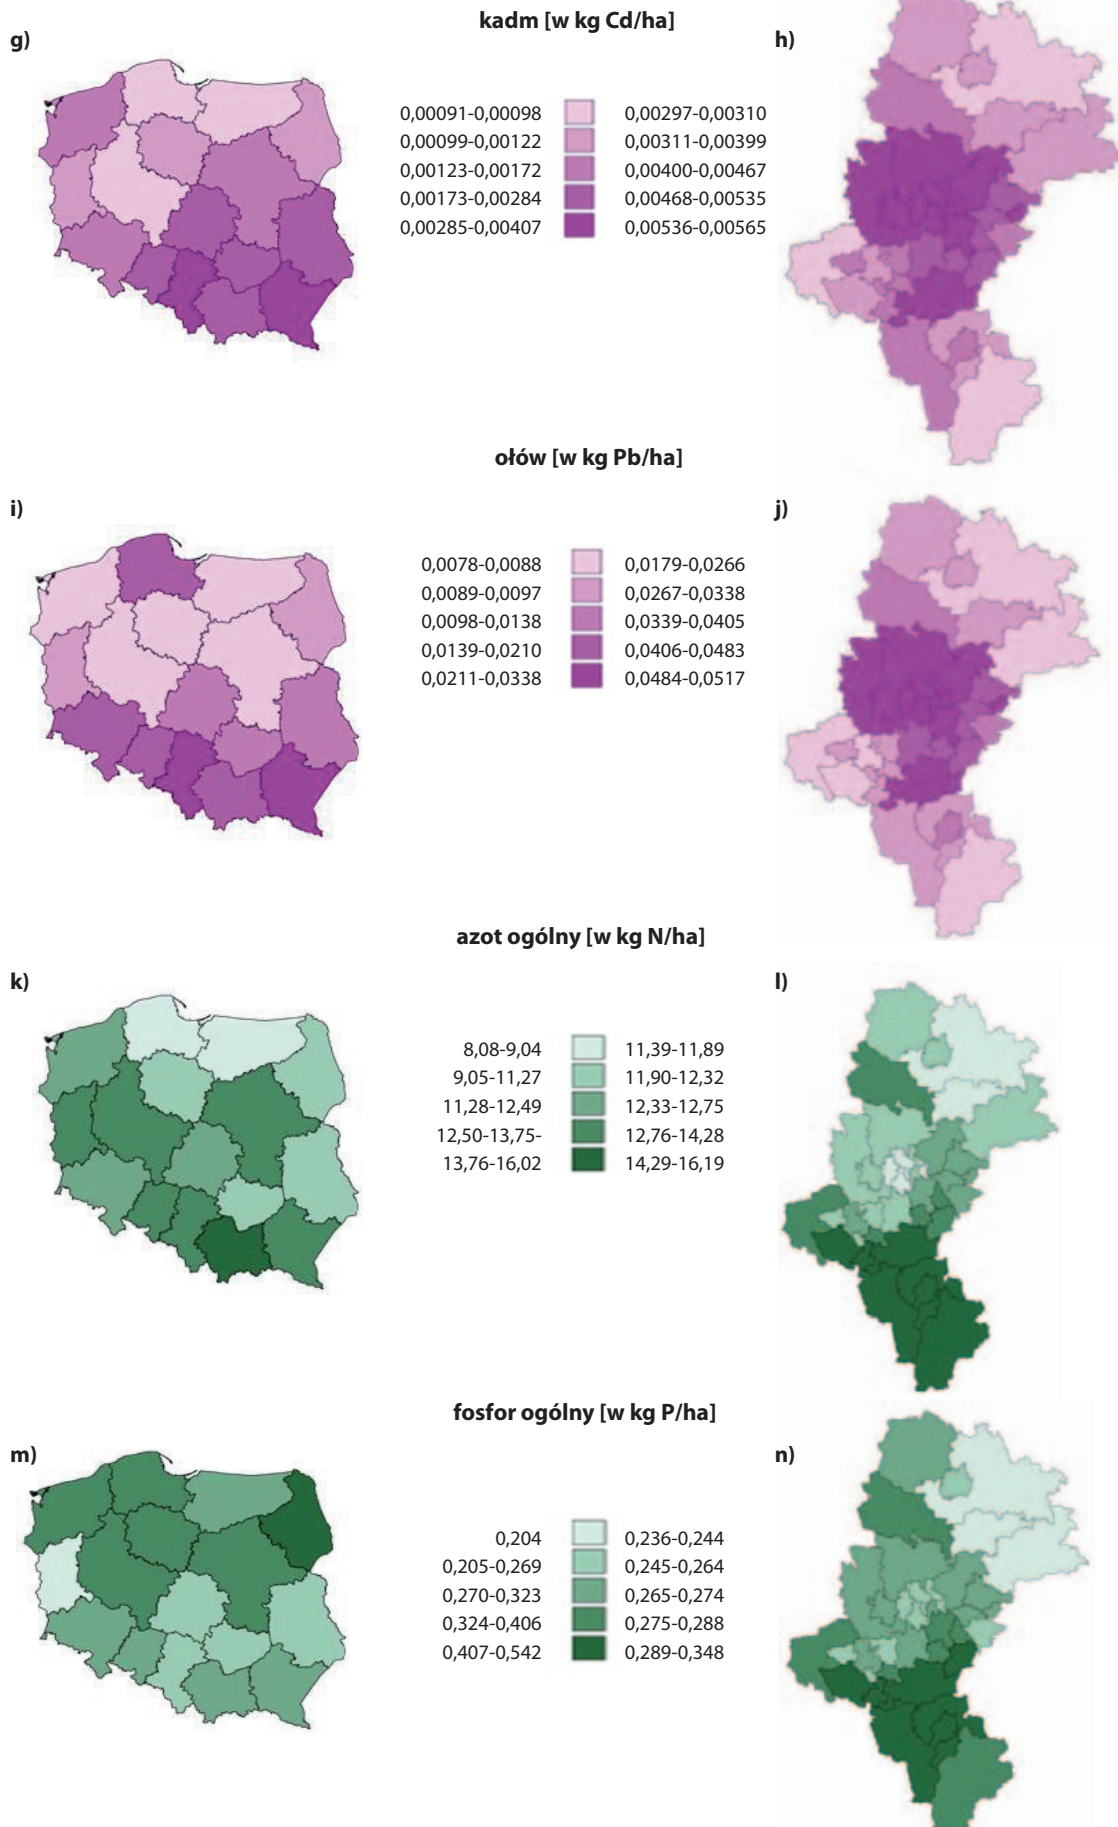 kadm [w kg Cd/ha]
g)
h)
0,00091-0,00098 0,00297-0,00310
0,00099-0,00122 0,00311-0,00399
0,00123-0,00172 0,00400-0,00467
0,00173-0,00284 0,00468-0,00535
0,00285-0,00407 0,00536-0,00565
ołów [w kg Pb/ha]
i)
j)
0,0078-0,0088 0,0179-0,0266
0,0089-0,0097 0,0267-0,0338
0,0098-0,0138 0,0339-0,0405
0,0139-0,0210 0,0406-0,0483
0,0211-0,0338 0,0484-0,0517
azot ogólny [w kg N/ha]
k)
l)
8,08-9,04 11,39-11,89
9,05-11,27 11,90-12,32
11,28-12,49 12,33-12,75
12,50-13,75- 12,76-14,28
13,76-16,02 14,29-16,19
fosfor ogólny [w kg P/ha]
m)
n)
0,204 0,236-0,244
0,205-0,269 0,245-0,264
0,270-0,323 0,265-0,274
0,324-0,406 0,275-0,288
0,407-0,542 0,289-0,348